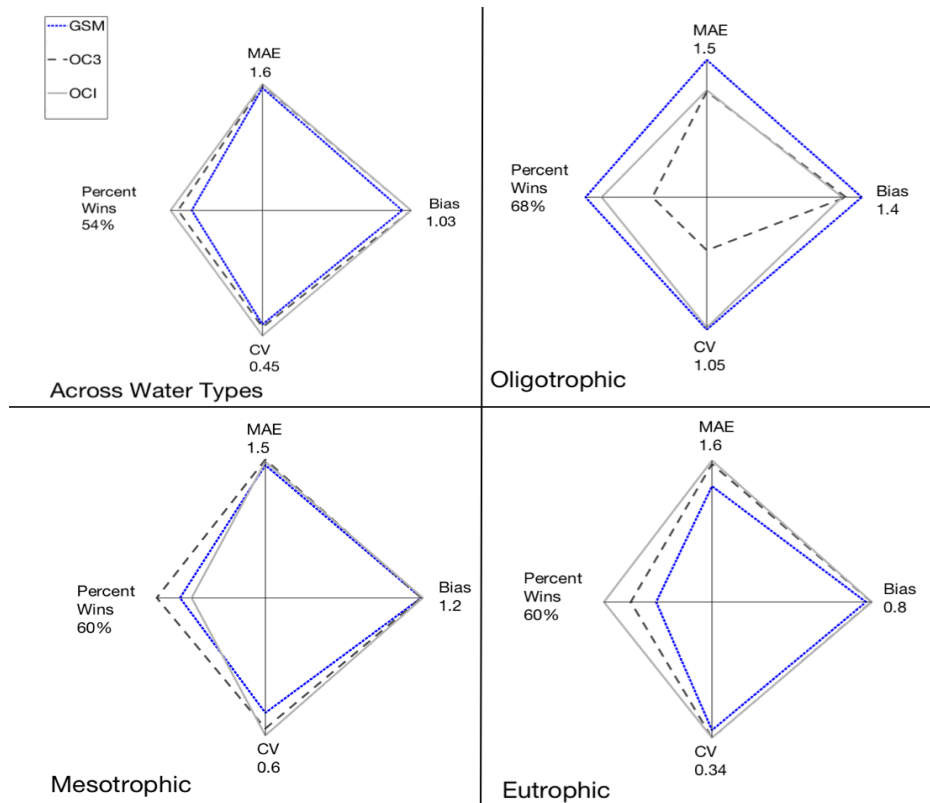 GSM
OC3
OCI
MAE
1.6
Percent
Wins
54%
Bias
1.03
CV
0.45
Across Water Types
MAE
1.5
Percent
Wins
68%
Bias
1.4
CV
1.05
Oligotrophic
MAE
1.5
Percent
Wins
60%
Bias
1.2
CV
0.6
Mesotrophic
MAE
1.6
Percent
Wins
60%
Bias
0.8
CV
0.34
Eutrophic